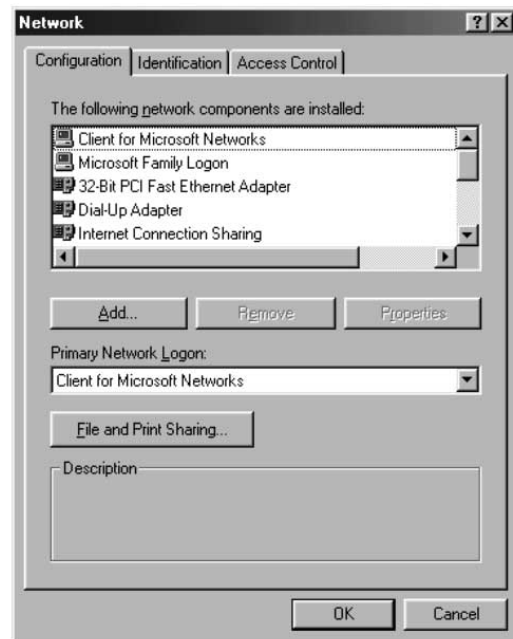 Network
Configuration Identification Access Control
The following network components are installed:
Client for Microsoft Networks
Microsoft Family Logon
32-Bit PCI Fast Ethernet Adapter
Dial-Up Adapter
Internet Connection Sharing
Add... Remove Properties
Primary Network Logon:
Client for Microsoft Networks
File and Print Sharing...
Description
OK Cancel